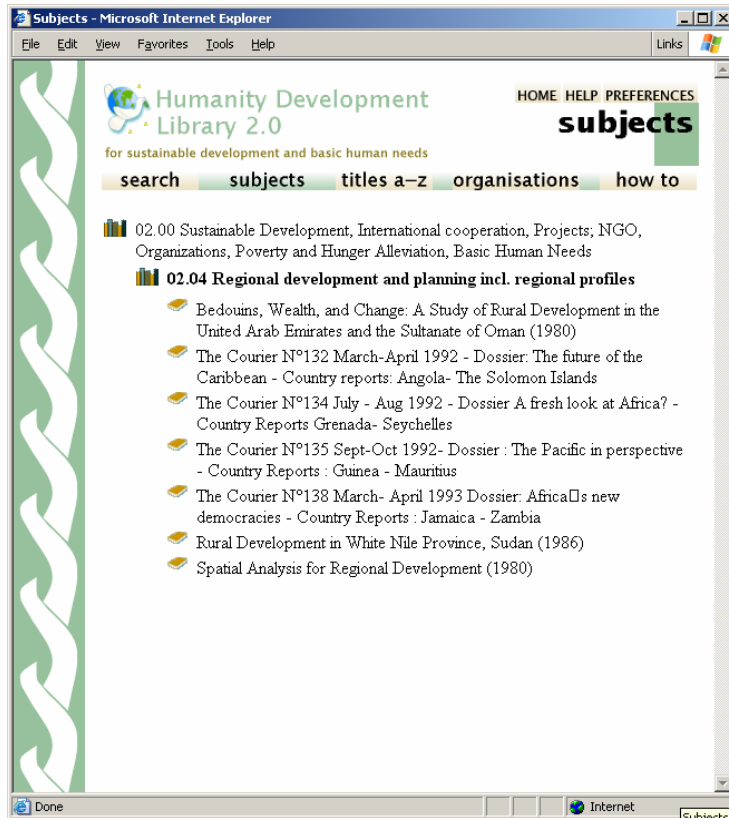 Subjects - Microsoft Internet Explorer
File Edit View Favorites Tools Help Links
Humanity Development
Library 2.0
for sustainable development and basic human needs
HOME HELP PREFERENCES
subjects
search subjects titles a–z organisations how to
02.00 Sustainable Development, International cooperation, Projects; NGO,
Organizations, Poverty and Hunger Alleviation, Basic Human Needs
02.04 Regional development and planning incl. regional profiles
Bedouins, Wealth, and Change: A Study of Rural Development in the
United Arab Emirates and the Sultanate of Oman (1980)
The Courier N°132 March-April 1992 - Dossier: The future of the
Caribbean - Country reports: Angola- The Solomon Islands
The Courier N°134 July - Aug 1992 - Dossier A fresh look at Africa? -
Country Reports Grenada- Seychelles
The Courier N°135 Sept-Oct 1992- Dossier : The Pacific in perspective
- Country Reports : Guinea - Mauritius
The Courier N°138 March- April 1993 Dossier: Africa□s new
democracies - Country Reports : Jamaica - Zambia
Rural Development in White Nile Province, Sudan (1986)
Spatial Analysis for Regional Development (1980)
Done Internet
Subjects